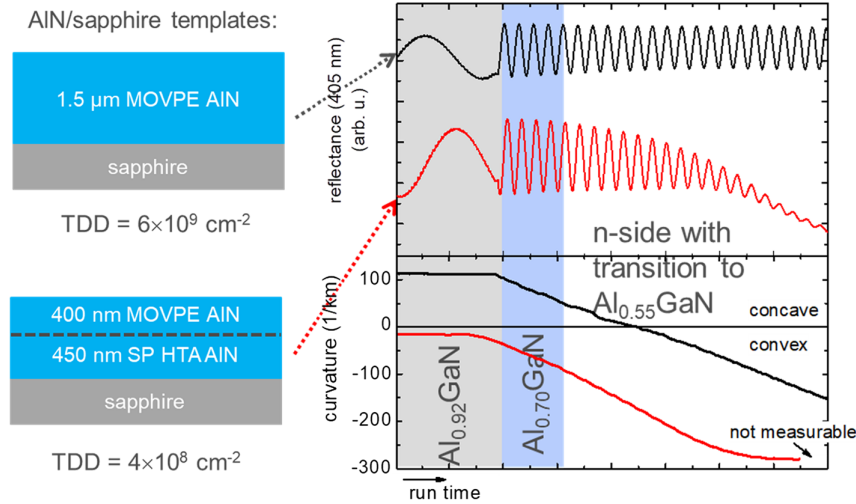 AlN/sapphire templates:
1.5 µm MOVPE AlN
sapphire
TDD = 6×10⁹ cm⁻²
400 nm MOVPE AlN
450 nm SP HTA AlN
sapphire
TDD = 4×10⁸ cm⁻²
reflectance (405 nm)
(arb. u.)
n-side with
transition to
Al₀.₅₅GaN
curvature (1/km)
100
0
-100
-200
-300
concave
convex
Al₀.₉₂GaN
Al₀.₇₀GaN
not measurable
run time